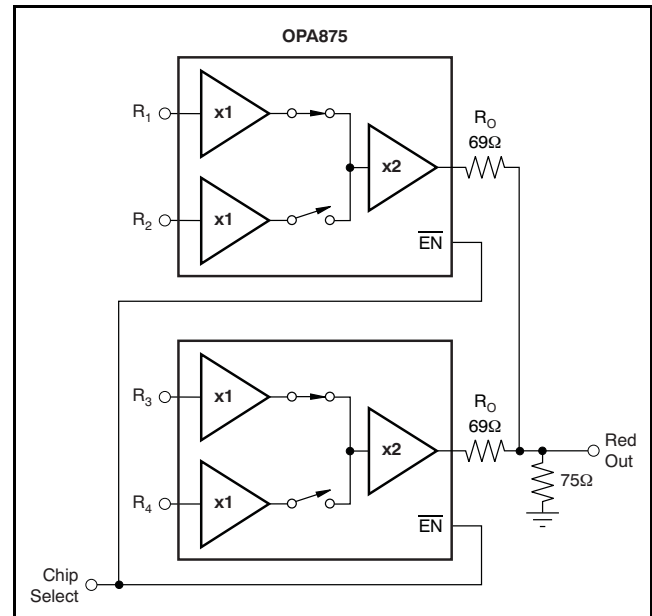 OPA875
R1
x1
RO
69Ω
x2
R2
x1
EN
R3
x1
RO
69Ω
x2
Red
Out
75Ω
R4
x1
EN
Chip
Select